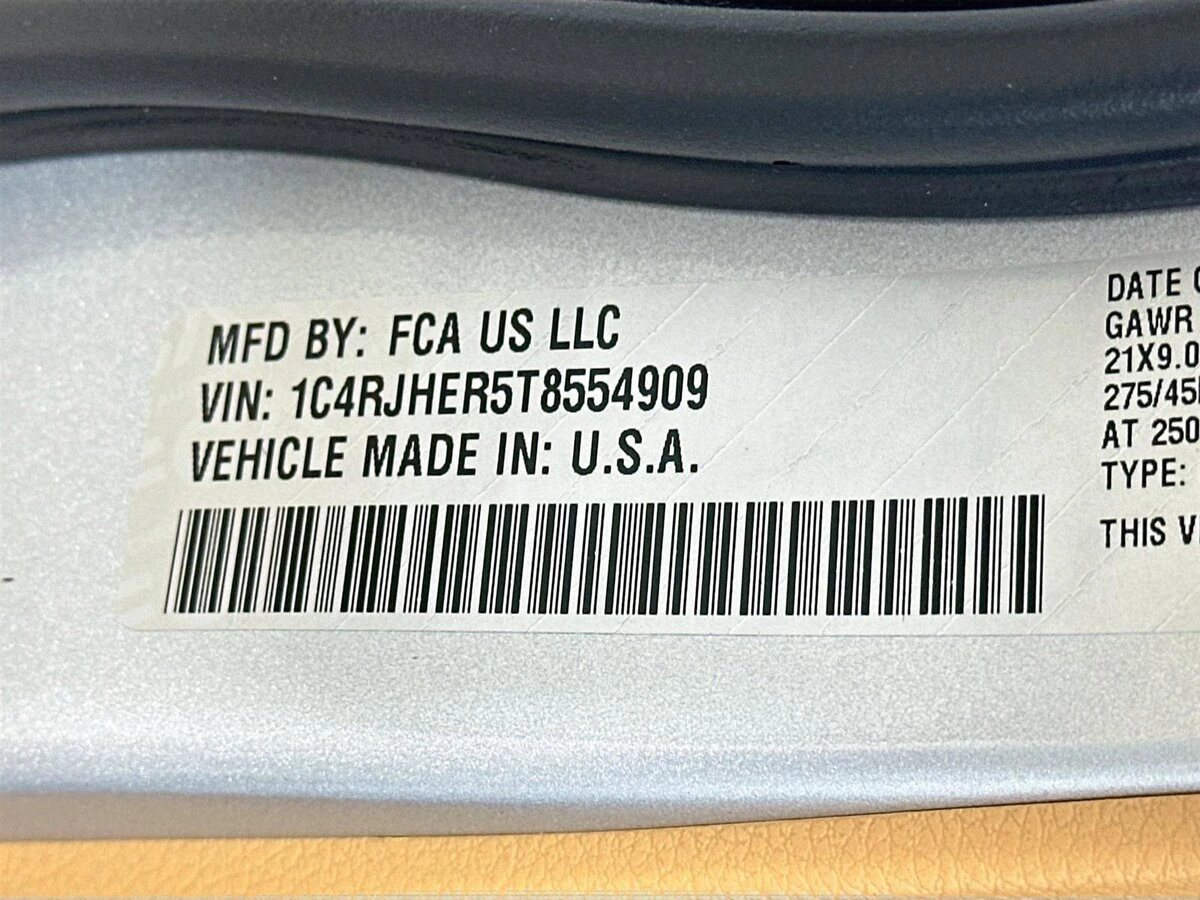 MFD BY: FCA US LLC
VIN: 1C4RJHER5T8554909
VEHICLE MADE IN: U.S.A.
DATE
GAWR
21X9.0
275/45
AT 250
TYPE:
THIS